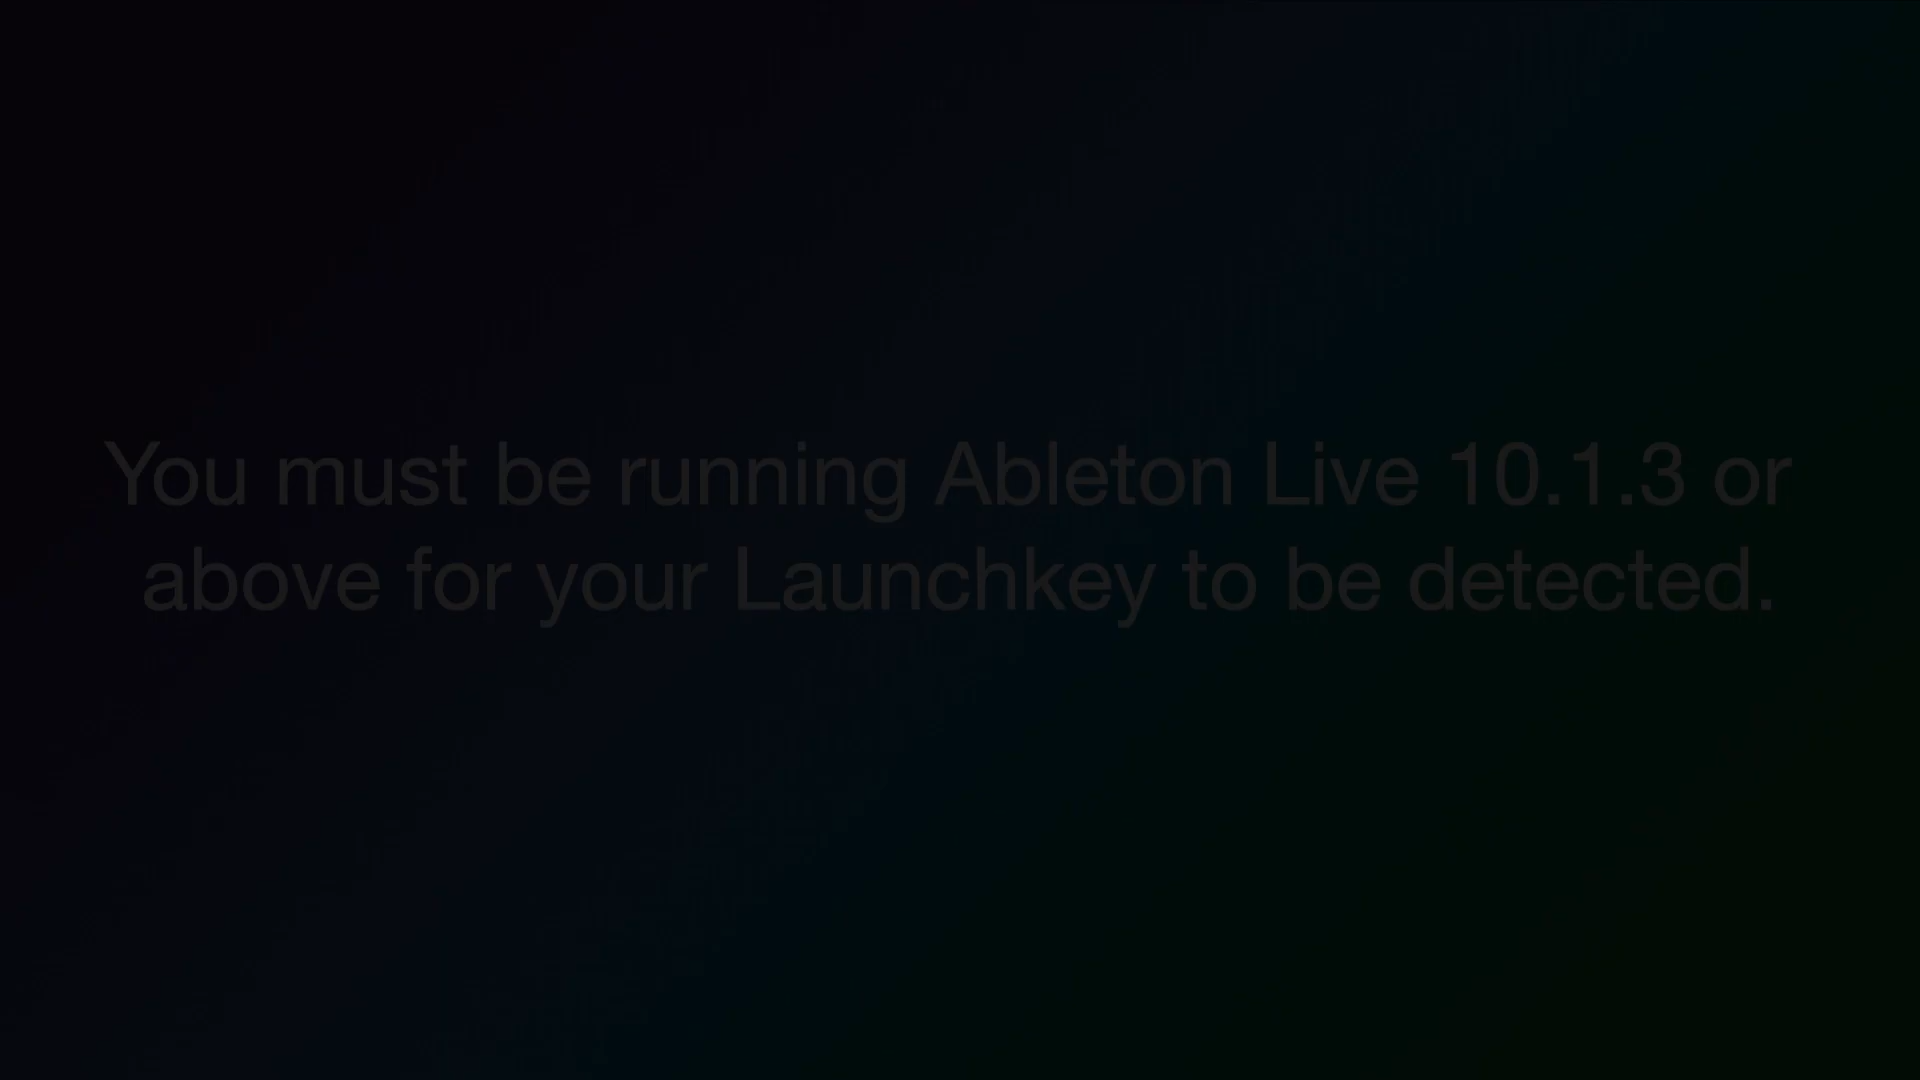 You must be running Ableton Live 10.1.3 or
above for your Launchkey to be detected.